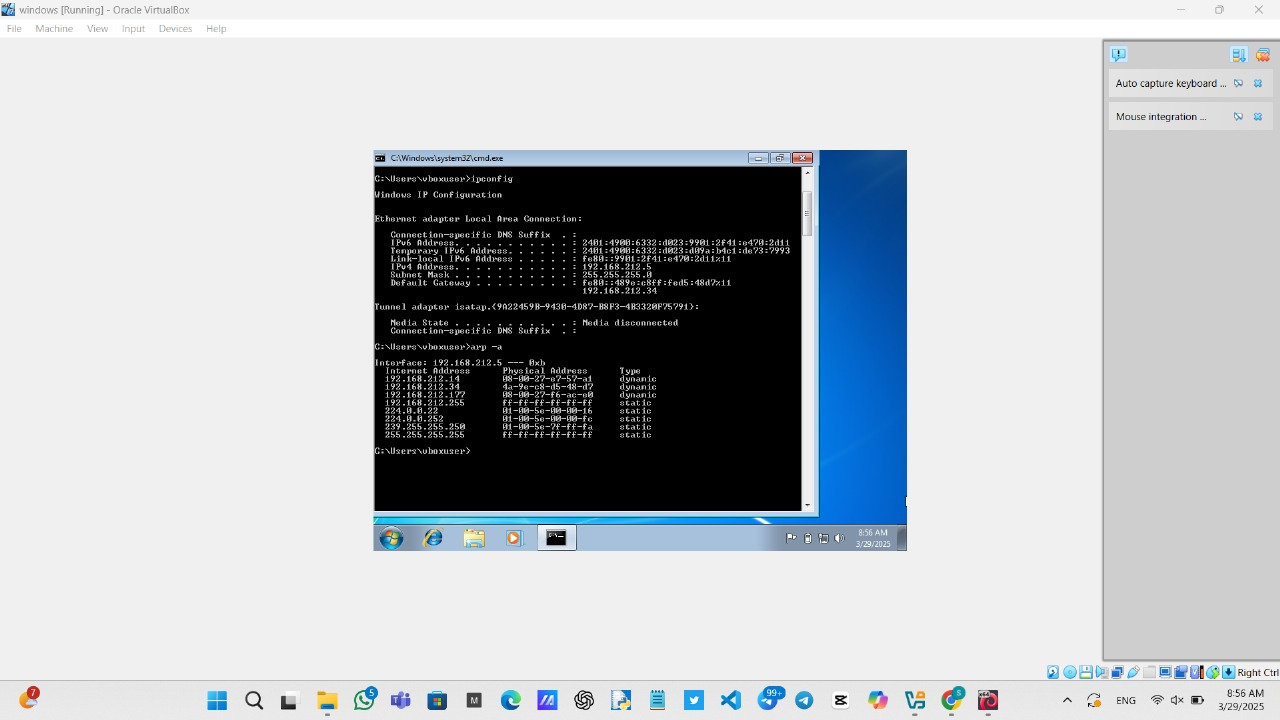 windows [Running] - Oracle VirtualBox
File Machine View Input Devices Help
Auto capture keyboard ...
Mouse integration ...
C:\Windows\system32\cmd.exe
C:\Users\vboxuser>ipconfig
Windows IP Configuration
Ethernet adapter Local Area Connection:
Connection-specific DNS Suffix . :
IPv6 Address. . . . . . . . . . . : 2401:4900:6332:d023:9901:2f41:e470:2d11
Temporary IPv6 Address. . . . . . : 2401:4900:6332:d023:d09a:b4c1:de73:7993
Link-local IPv6 Address . . . . . : fe80::9901:2f41:e470:2d11%11
IPv4 Address. . . . . . . . . . . : 192.168.212.5
Subnet Mask . . . . . . . . . . . : 255.255.255.0
Default Gateway . . . . . . . . . : fe80::489e:c8ff:fed5:48d7%11
192.168.212.34
Tunnel adapter isatap.{9A22459B-9430-4D87-B8F3-4B3320F75791}:
Media State . . . . . . . . . . . : Media disconnected
Connection-specific DNS Suffix . :
C:\Users\vboxuser>arp -a
Interface: 192.168.212.5 --- 0xb
Internet Address Physical Address Type
192.168.212.14 08-00-27-e7-57-a1 dynamic
192.168.212.34 4a-9e-c8-d5-48-d7 dynamic
192.168.212.177 08-00-27-f6-ac-e0 dynamic
192.168.212.255 ff-ff-ff-ff-ff-ff static
224.0.0.22 01-00-5e-00-00-16 static
224.0.0.252 01-00-5e-00-00-fc static
239.255.255.250 01-00-5e-7f-ff-fa static
255.255.255.255 ff-ff-ff-ff-ff-ff static
C:\Users\vboxuser>
8:56 AM
3/29/2025
Right Ctrl
7
5
99+
S
M
ENG
8:56 AM
3/29/2025